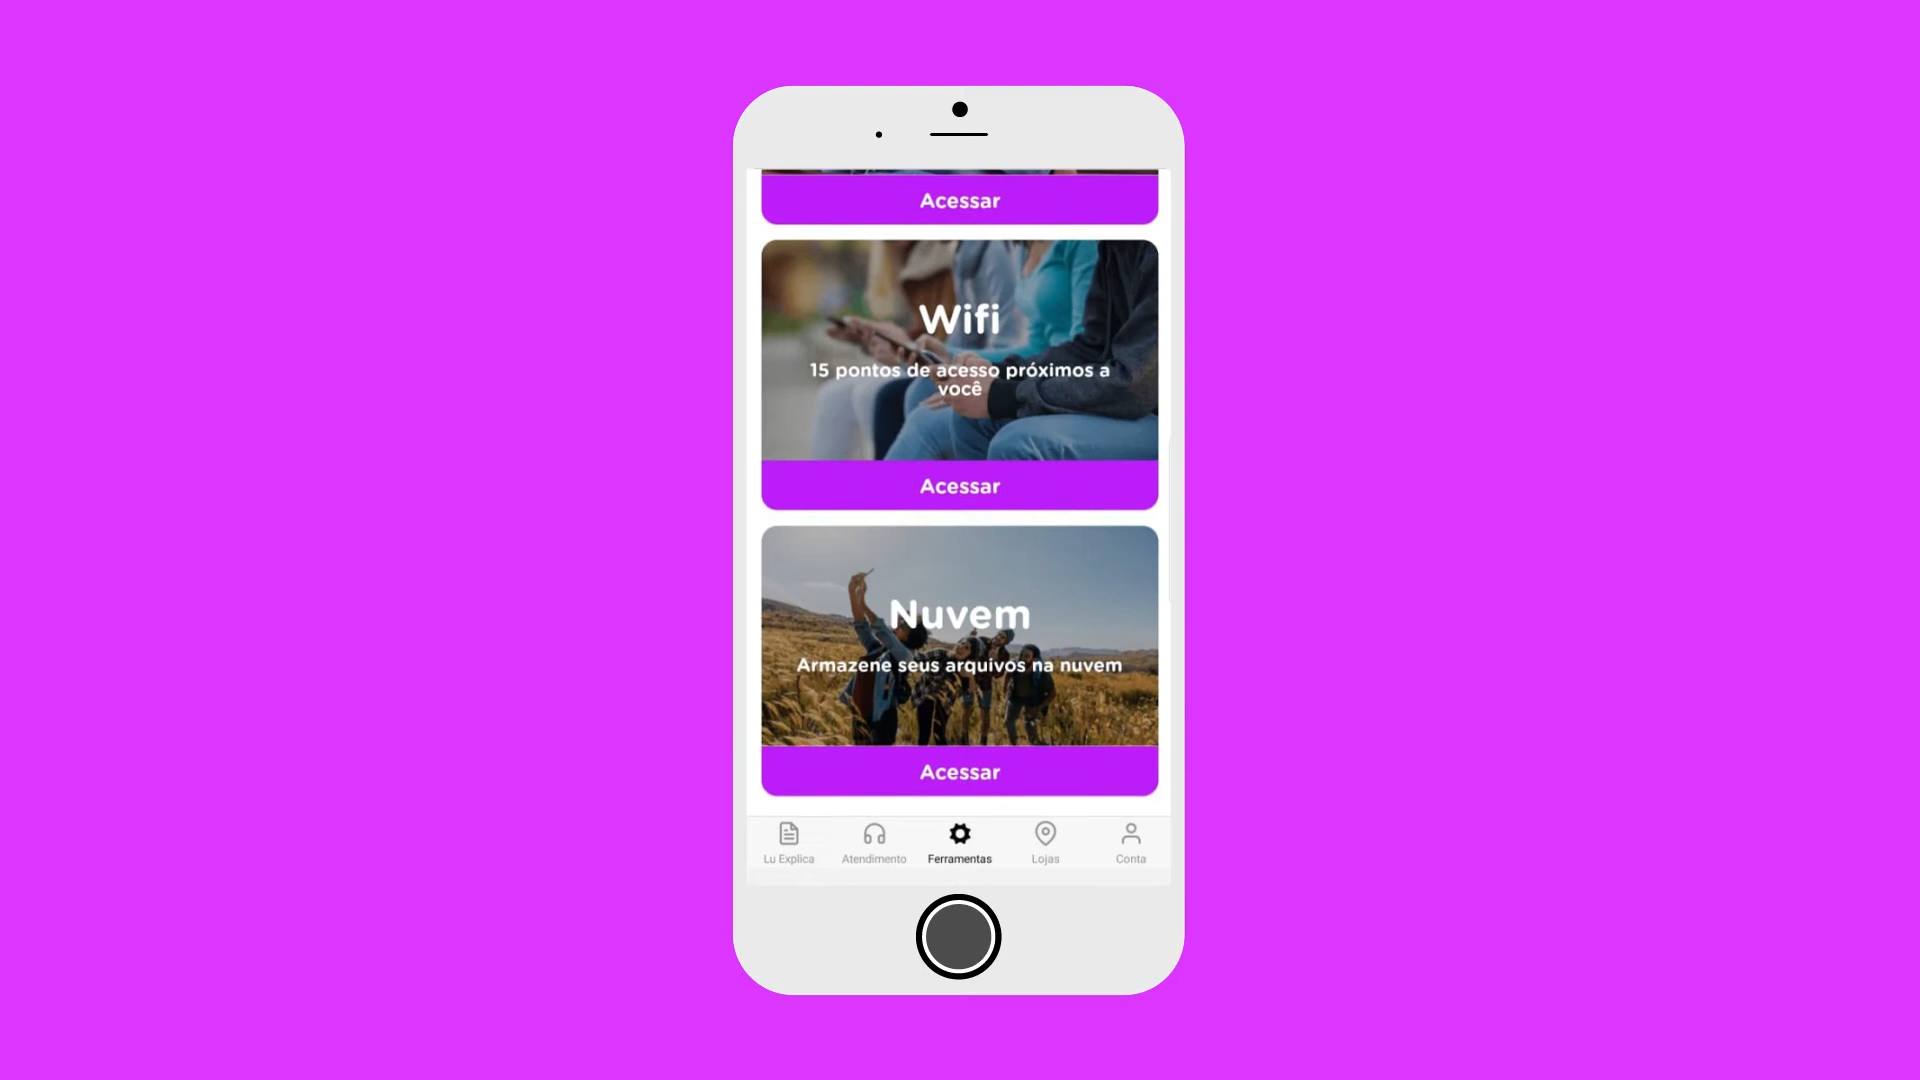 Acessar
Wifi
15 pontos de acesso próximos a
você
Acessar
Nuvem
Armazene seus arquivos na nuvem
Acessar
Lu Explica
Atendimento
Ferramentas
Lojas
Conta